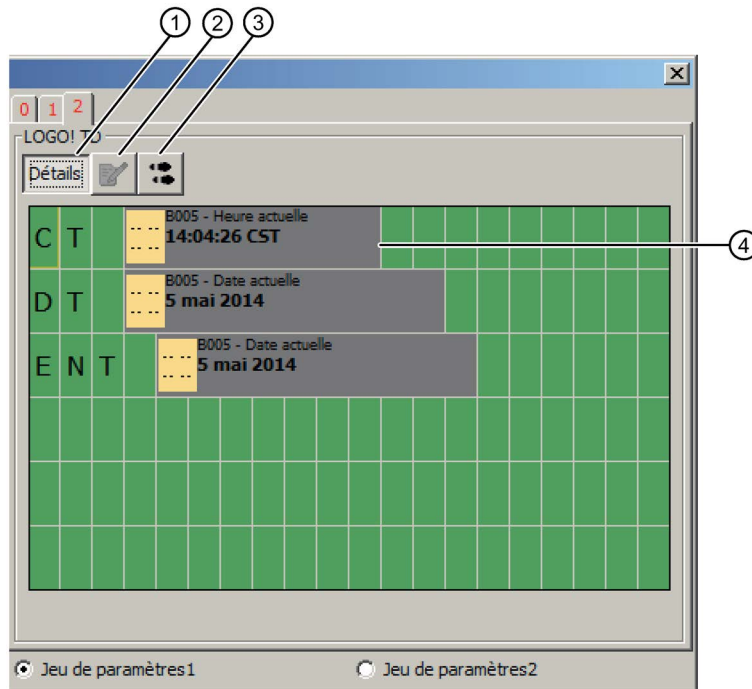 ① ② ③
0 1 2
LOGO! TD
Détails
B005 - Heure actuelle
C T 14:04:26 CST
④
B005 - Date actuelle
D T 5 mai 2014
B005 - Date actuelle
E N T 5 mai 2014
Jeu de paramètres1 Jeu de paramètres2